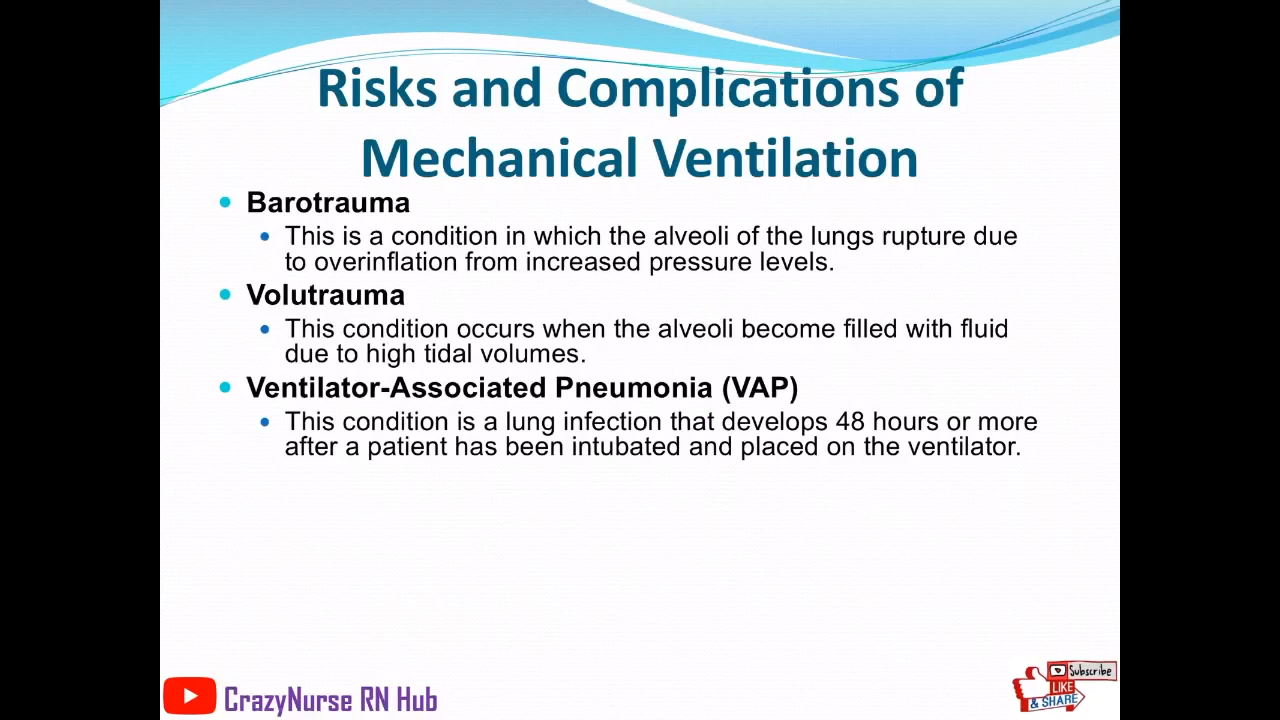 Risks and Complications of
Mechanical Ventilation
Barotrauma
This is a condition in which the alveoli of the lungs rupture due
to overinflation from increased pressure levels.
Volutrauma
This condition occurs when the alveoli become filled with fluid
due to high tidal volumes.
Ventilator-Associated Pneumonia (VAP)
This condition is a lung infection that develops 48 hours or more
after a patient has been intubated and placed on the ventilator.
CrazyNurse RN Hub
Subscribe
LIKE
& SHARE